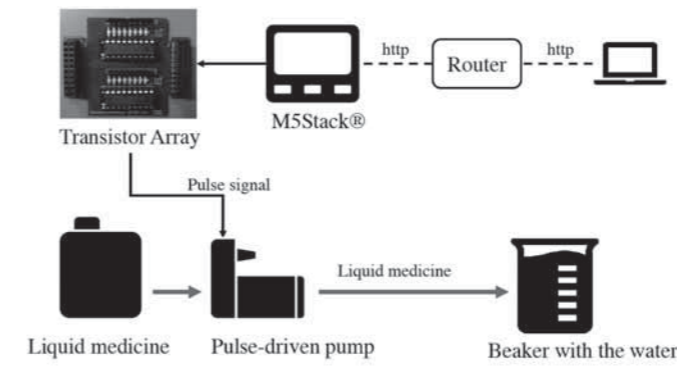 http
http
Router
M5Stack®
Transistor Array
Pulse signal
Liquid medicine
Liquid medicine
Pulse-driven pump
Beaker with the water